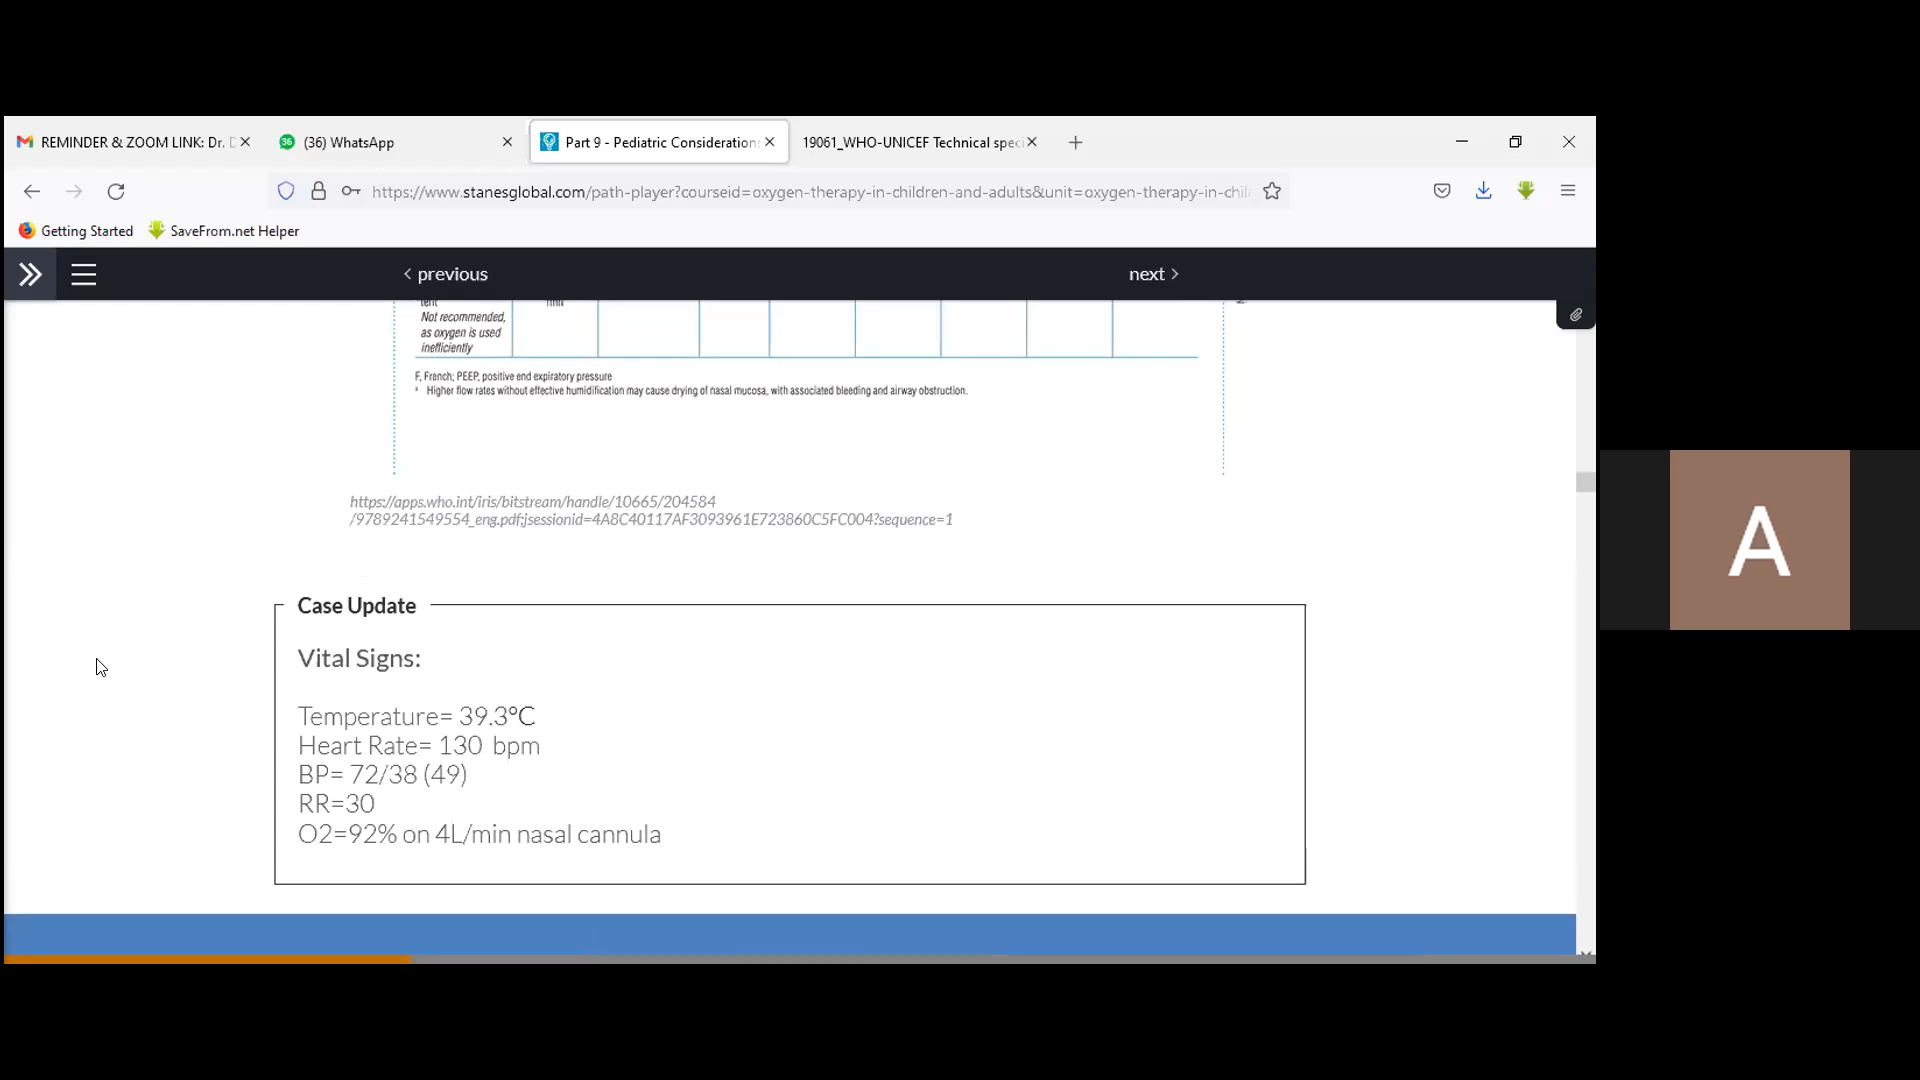 REMINDER & ZOOM LINK: Dr. D
36 (36) WhatsApp
Part 9 - Pediatric Considerations
19061_WHO-UNICEF Technical spec
https://www.stanesglobal.com/path-player?courseid=oxygen-therapy-in-children-and-adults&unit=oxygen-therapy-in-chil
Getting Started
SaveFrom.net Helper
< previous
next >
Not recommended,
as oxygen is used
inefficiently
F, French; PEEP, positive end expiratory pressure
ᵃ Higher flow rates without effective humidification may cause drying of nasal mucosa, with associated bleeding and airway obstruction.
https://apps.who.int/iris/bitstream/handle/10665/204584
/9789241549554_eng.pdf;jsessionid=4A8C40117AF3093961E723860C5FC004?sequence=1
Case Update
Vital Signs:
Temperature= 39.3°C
Heart Rate= 130 bpm
BP= 72/38 (49)
RR=30
O2=92% on 4L/min nasal cannula
A